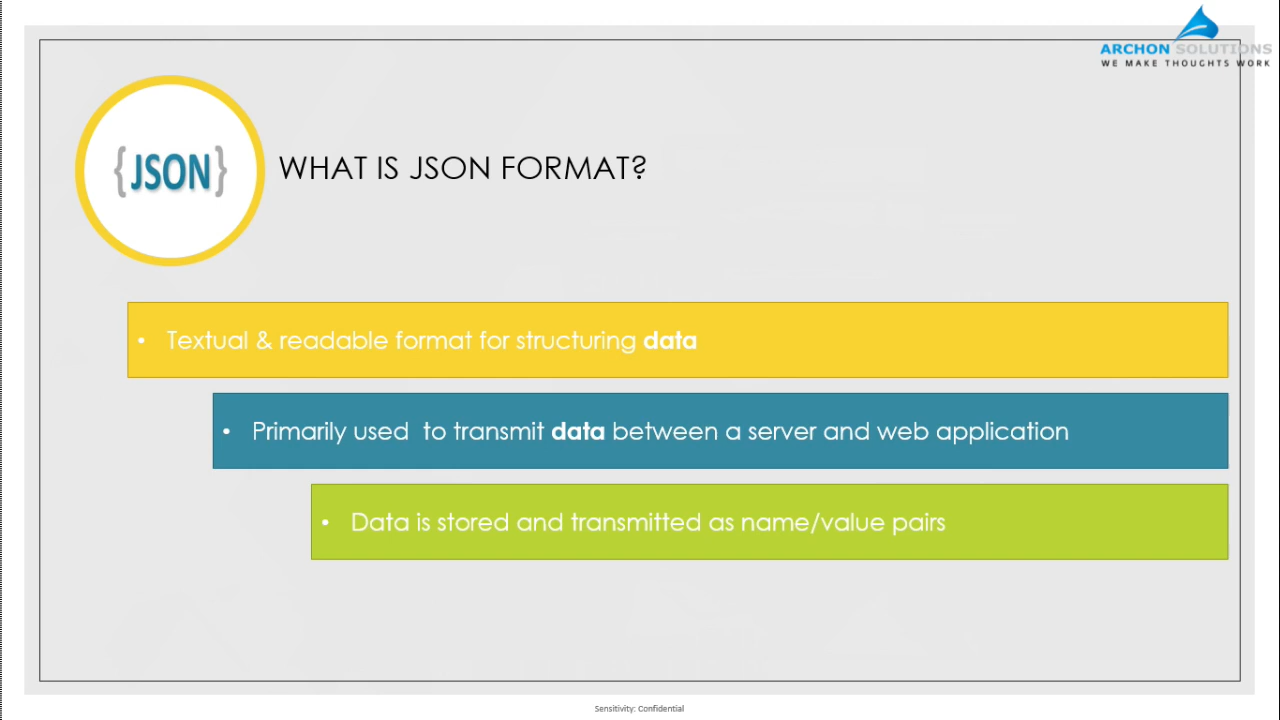 ARCHON SOLUTIONS
WE MAKE THOUGHTS WORK
{JSON}
WHAT IS JSON FORMAT?
• Textual & readable format for structuring data
• Primarily used  to transmit data between a server and web application
• Data is stored and transmitted as name/value pairs
Sensitivity: Confidential